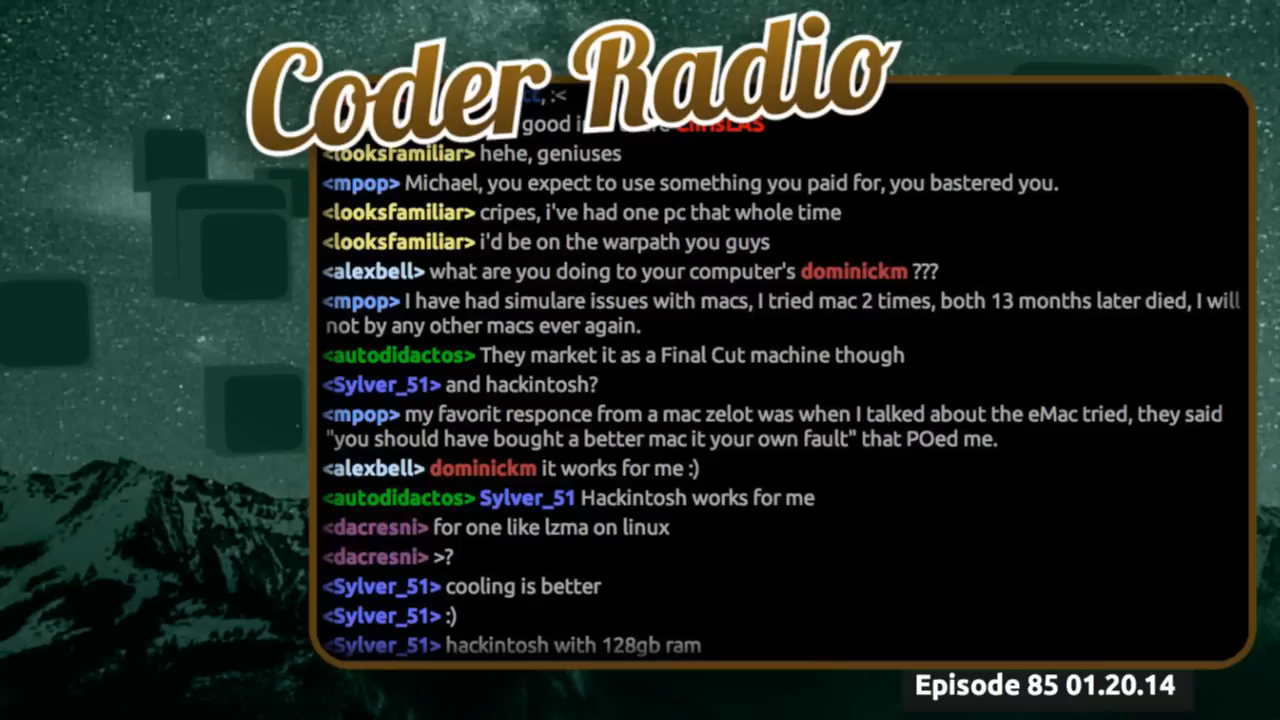 Coder Radio
, :<
good
ChrisLAS
<looksfamiliar> hehe, geniuses
<mpop> Michael, you expect to use something you paid for, you bastered you.
<looksfamiliar> cripes, i've had one pc that whole time
<looksfamiliar> i'd be on the warpath you guys
<alexbell> what are you doing to your computer's dominickm ???
<mpop> I have had simulare issues with macs, I tried mac 2 times, both 13 months later died, I will
not by any other macs ever again.
<autodidactos> They market it as a Final Cut machine though
<Sylver_51> and hackintosh?
<mpop> my favorit responce from a mac zelot was when I talked about the eMac tried, they said
"you should have bought a better mac it your own fault" that POed me.
<alexbell> dominickm it works for me :)
<autodidactos> Sylver_51 Hackintosh works for me
<dacresni> for one like lzma on linux
<dacresni> >?
<Sylver_51> cooling is better
<Sylver_51> :)
<Sylver_51> hackintosh with 128gb ram
Episode 85 01.20.14